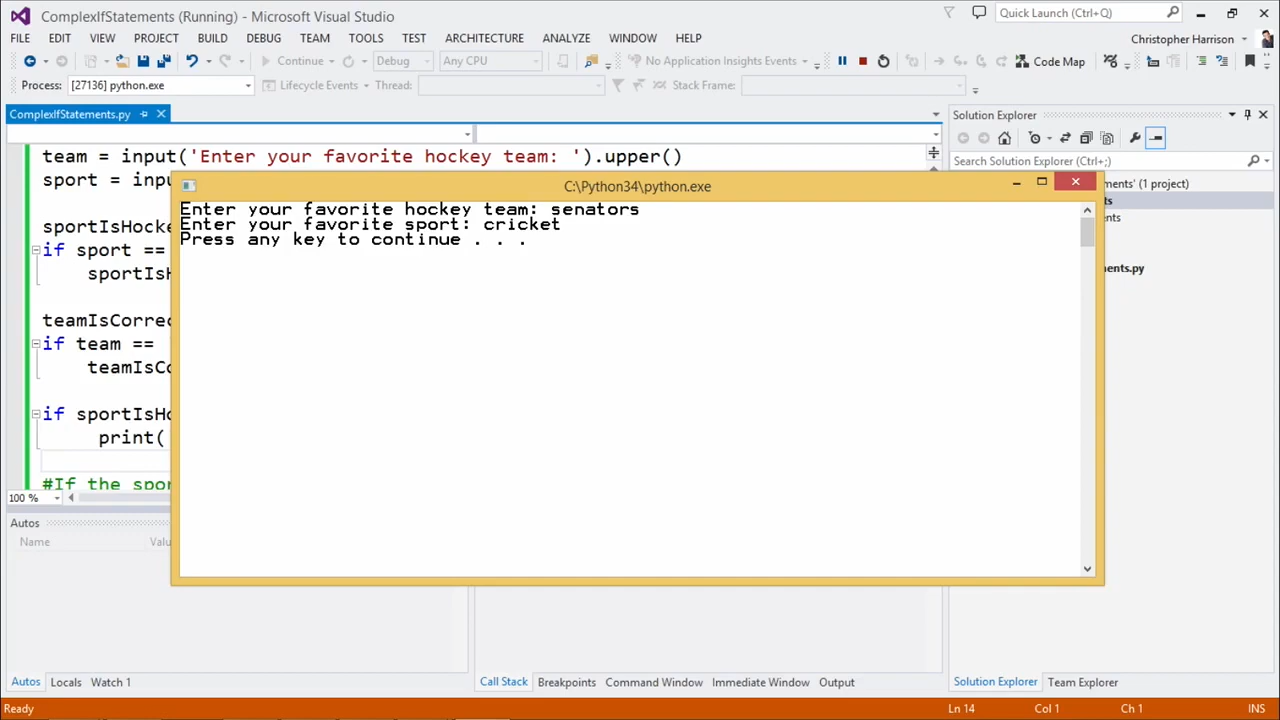 ComplexIfStatements (Running) - Microsoft Visual Studio
Quick Launch (Ctrl+Q)
FILE EDIT VIEW PROJECT BUILD DEBUG TEAM TOOLS TEST ARCHITECTURE ANALYZE WINDOW HELP
Christopher Harrison
Continue Debug Any CPU No Application Insights Events Code Map
Process: [27136] python.exe Lifecycle Events Thread: Stack Frame:
ComplexIfStatements.py
Solution Explorer
team = input('Enter your favorite hockey team: ').upper()
Search Solution Explorer (Ctrl+;)
sport = inpu
C:\Python34\python.exe
ements' (1 project)
ts
Enter your favorite hockey team: senators
Enter your favorite sport: cricket
Press any key to continue . . .
ents
ents.py
sportIsHocke
if sport ==
sportIsH
teamIsCorrec
if team ==
teamIsCo
if sportIsHo
print(
#If the spor
100 %
Autos
Name Valu
Autos Locals Watch 1
Call Stack Breakpoints Command Window Immediate Window Output
Solution Explorer Team Explorer
Ready Ln 14 Col 1 Ch 1 INS